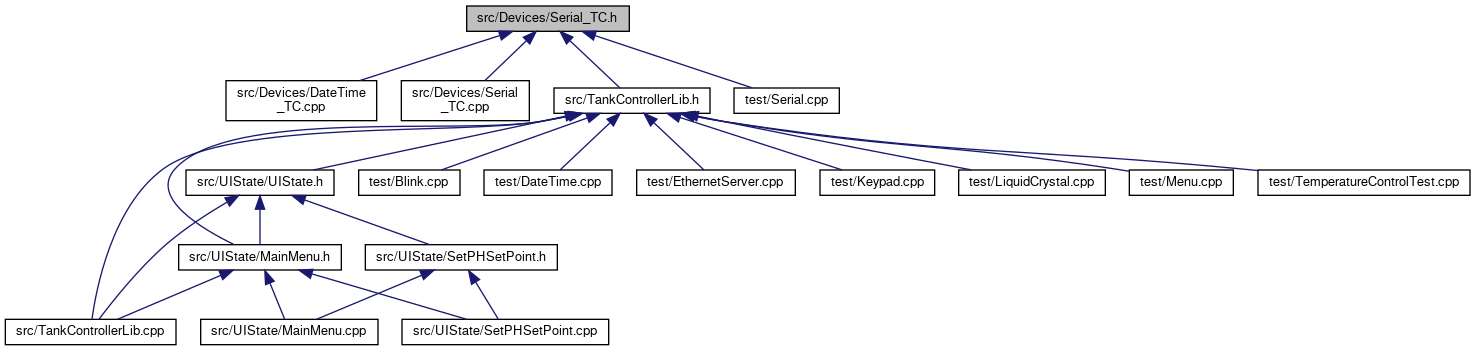 src/Devices/Serial_TC.h
src/Devices/DateTime
_TC.cpp
src/Devices/Serial
_TC.cpp
src/TankControllerLib.h
test/Serial.cpp
src/UIState/UIState.h
test/Blink.cpp
test/DateTime.cpp
test/EthernetServer.cpp
test/Keypad.cpp
test/LiquidCrystal.cpp
test/Menu.cpp
test/TemperatureControlTest.cpp
src/UIState/MainMenu.h
src/UIState/SetPHSetPoint.h
src/TankControllerLib.cpp
src/UIState/MainMenu.cpp
src/UIState/SetPHSetPoint.cpp